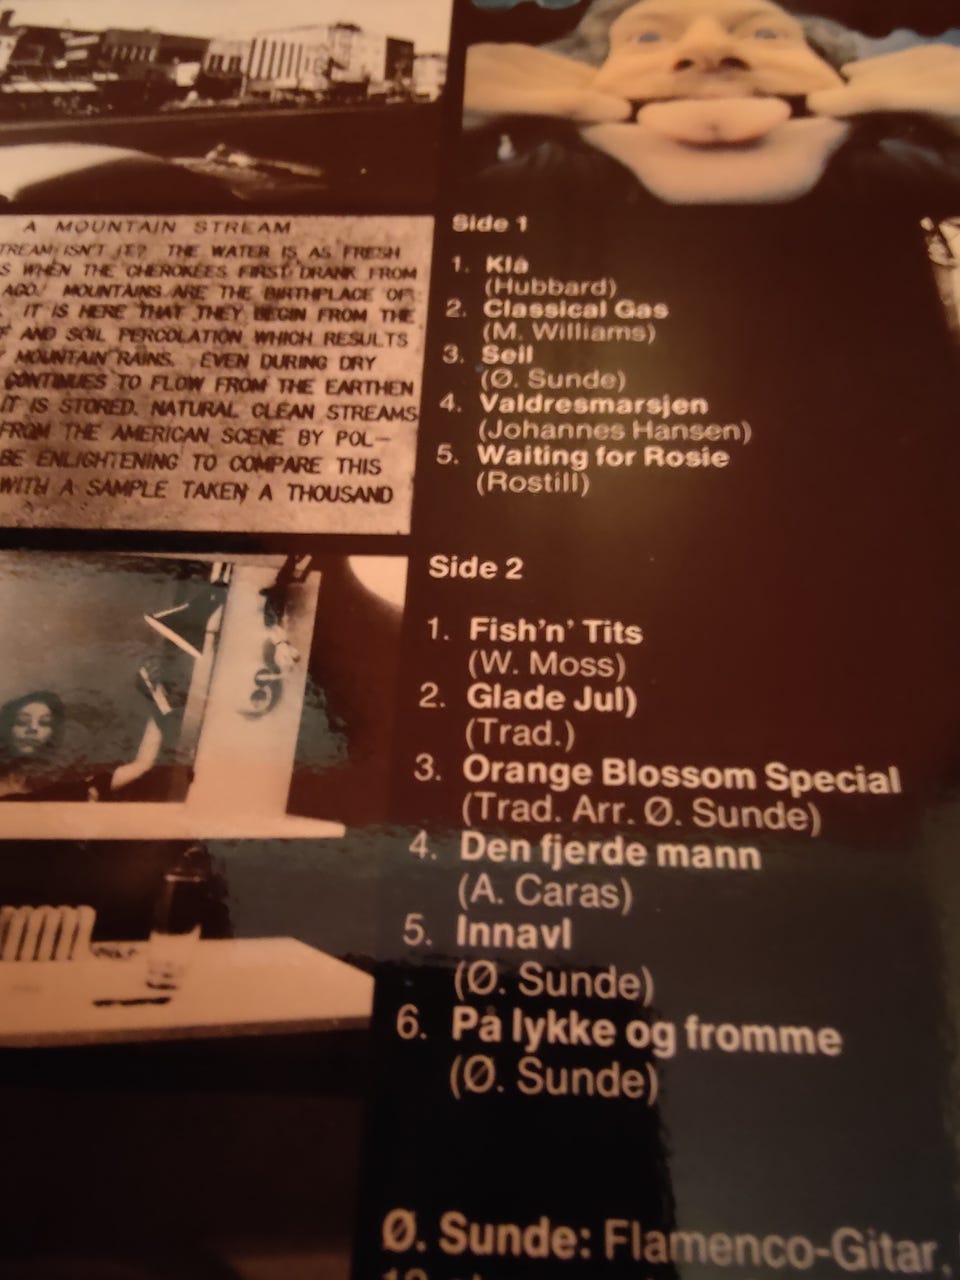 A MOUNTAIN STREAM
TREAM ISN'T IT? THE WATER IS AS FRESH
S WHEN THE CHEROKEES FIRST DRANK FROM
AGO. MOUNTAINS ARE THE BIRTHPLACE OF
IT IS HERE THAT THEY BEGIN FROM THE
AND SOIL PERCOLATION WHICH RESULTS
MOUNTAIN RAINS. EVEN DURING DRY
CONTINUES TO FLOW FROM THE EARTHEN
IT IS STORED. NATURAL CLEAN STREAMS
FROM THE AMERICAN SCENE BY POL-
BE ENLIGHTENING TO COMPARE THIS
WITH A SAMPLE TAKEN A THOUSAND
Side 1
1. Klå
(Hubbard)
2. Classical Gas
(M. Williams)
3. Seil
(Ø. Sunde)
4. Valdresmarsjen
(Johannes Hansen)
5. Waiting for Rosie
(Rostill)
Side 2
1. Fish'n' Tits
(W. Moss)
2. Glade Jul)
(Trad.)
3. Orange Blossom Special
(Trad. Arr. Ø. Sunde)
4. Den fjerde mann
(A. Caras)
5. Innavl
(Ø. Sunde)
6. På lykke og fromme
(Ø. Sunde)
Ø. Sunde: Flamenco-Gitar.